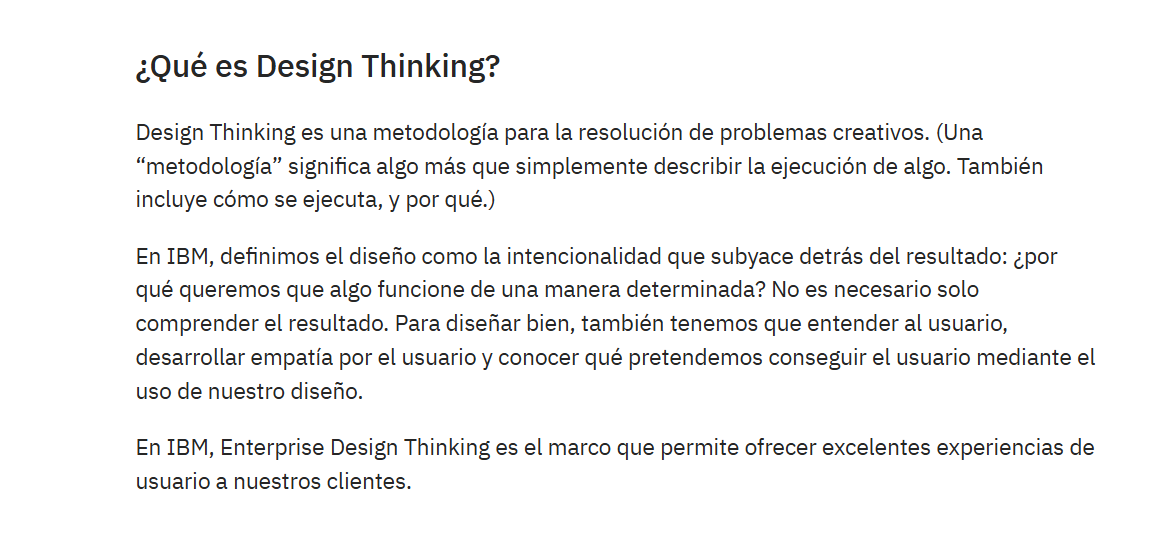 ¿Qué es Design Thinking?
Design Thinking es una metodología para la resolución de problemas creativos. (Una
“metodología” significa algo más que simplemente describir la ejecución de algo. También
incluye cómo se ejecuta, y por qué.)
En IBM, definimos el diseño como la intencionalidad que subyace detrás del resultado: ¿por
qué queremos que algo funcione de una manera determinada? No es necesario solo
comprender el resultado. Para diseñar bien, también tenemos que entender al usuario,
desarrollar empatía por el usuario y conocer qué pretendemos conseguir el usuario mediante el
uso de nuestro diseño.
En IBM, Enterprise Design Thinking es el marco que permite ofrecer excelentes experiencias de
usuario a nuestros clientes.